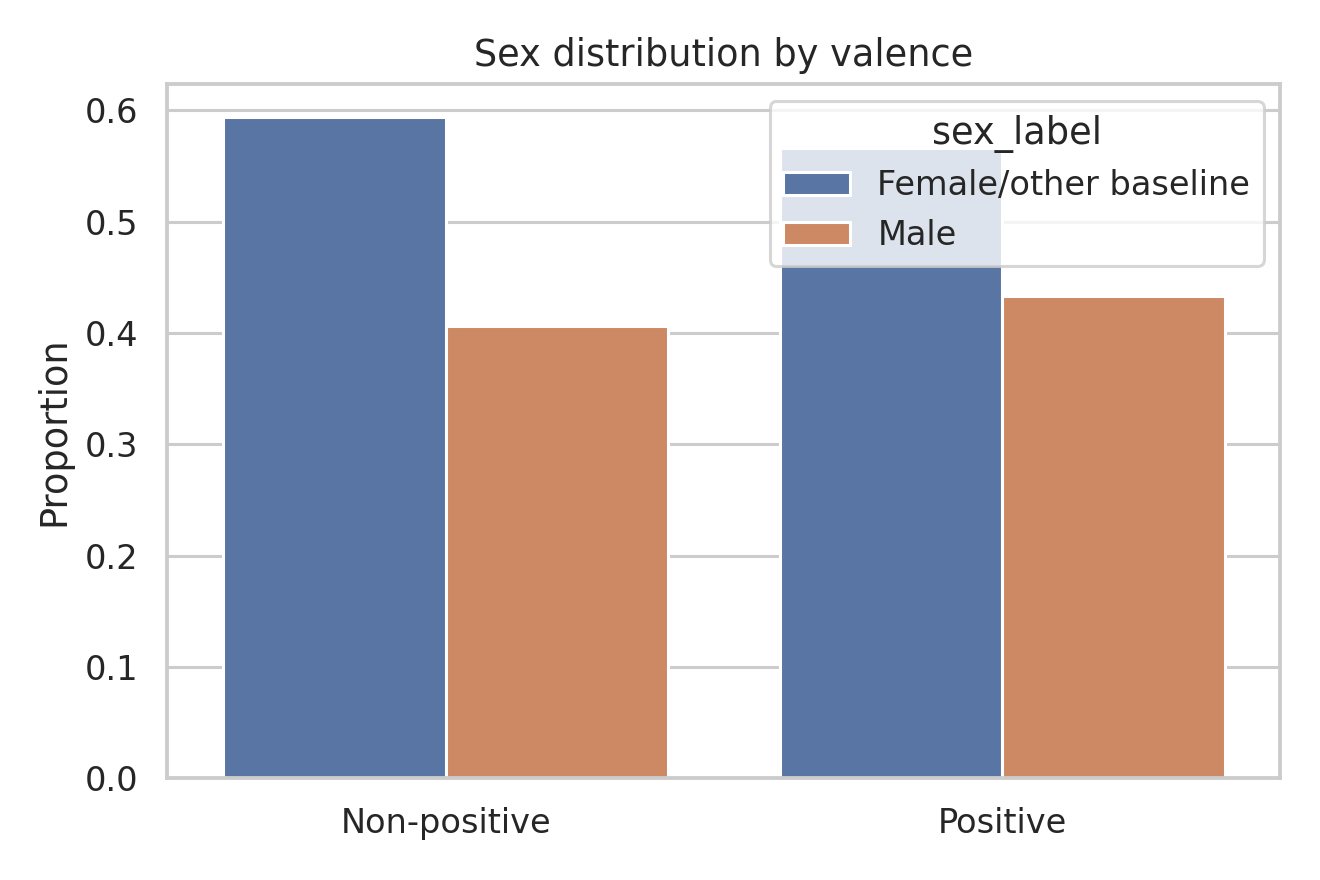 Sex distribution by valence
sex_label
Female/other baseline
Male
Proportion
0.6
0.5
0.4
0.3
0.2
0.1
0.0
Non-positive
Positive